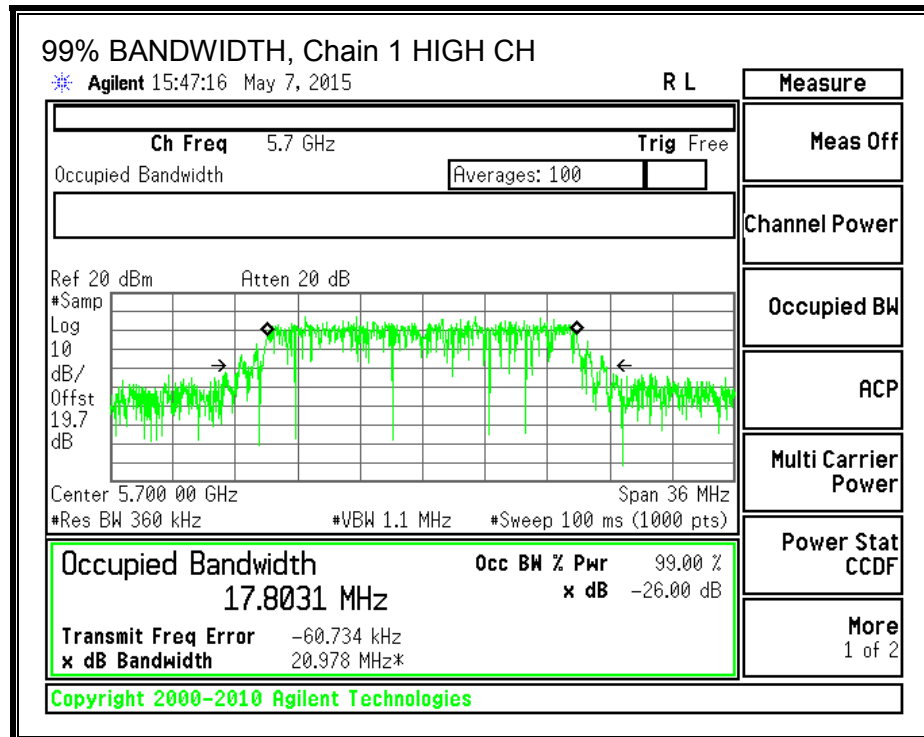 99% BANDWIDTH, Chain 1 HIGH CH
Agilent 15:47:16 May 7, 2015 R L
Measure
Ch Freq 5.7 GHz Trig Free
Meas Off
Occupied Bandwidth Averages: 100
Channel Power
Ref 20 dBm Atten 20 dB
#Samp
Log
10
dB/
Offst
19.7
dB
Occupied BW
ACP
Multi Carrier
Power
Center 5.700 00 GHz Span 36 MHz
#Res BW 360 kHz #VBW 1.1 MHz #Sweep 100 ms (1000 pts)
Power Stat
CCDF
Occupied Bandwidth Occ BW % Pwr 99.00 %
17.8031 MHz x dB -26.00 dB
Transmit Freq Error -60.734 kHz
x dB Bandwidth 20.978 MHz*
More
1 of 2
Copyright 2000-2010 Agilent Technologies